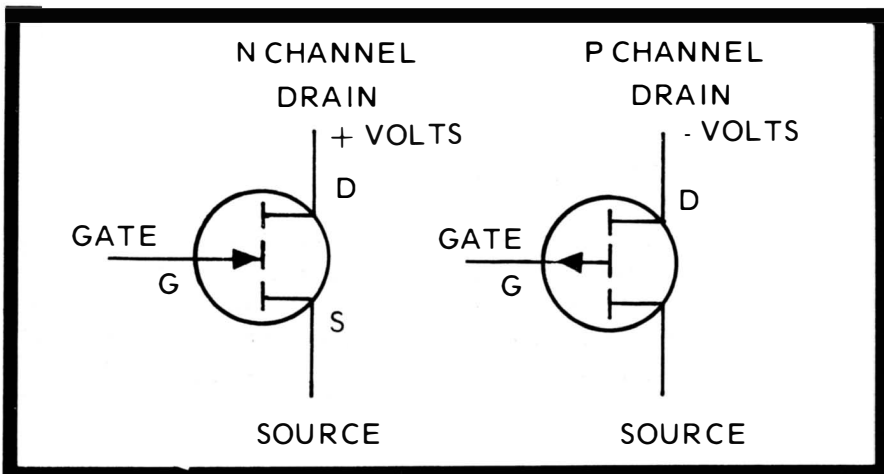 N CHANNEL
DRAIN
+ VOLTS
D
GATE
G
S
SOURCE
P CHANNEL
DRAIN
- VOLTS
D
GATE
G
SOURCE